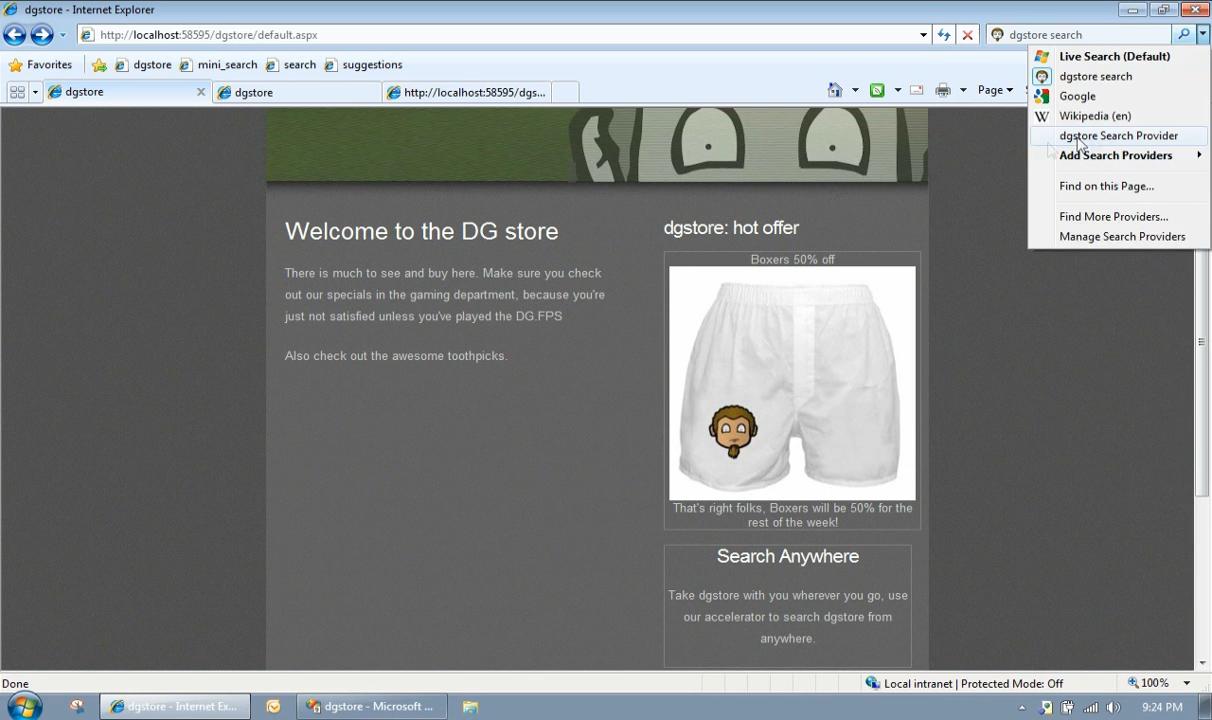 dgstore - Internet Explorer
http://localhost:58595/dgstore/default.aspx
dgstore search
Favorites
dgstore
mini_search
search
suggestions
dgstore
dgstore
http://localhost:58595/dgs...
Page
Live Search (Default)
dgstore search
Google
W Wikipedia (en)
dgstore Search Provider
Add Search Providers
Find on this Page...
Find More Providers...
Manage Search Providers
Welcome to the DG store
There is much to see and buy here. Make sure you check
out our specials in the gaming department, because you're
just not satisfied unless you've played the DG.FPS
Also check out the awesome toothpicks.
dgstore: hot offer
Boxers 50% off
That's right folks, Boxers will be 50% for the
rest of the week!
Search Anywhere
Take dgstore with you wherever you go, use
our accelerator to search dgstore from
anywhere.
Done
Local intranet | Protected Mode: Off
100%
dgstore - Internet Ex...
dgstore - Microsoft ...
9:24 PM